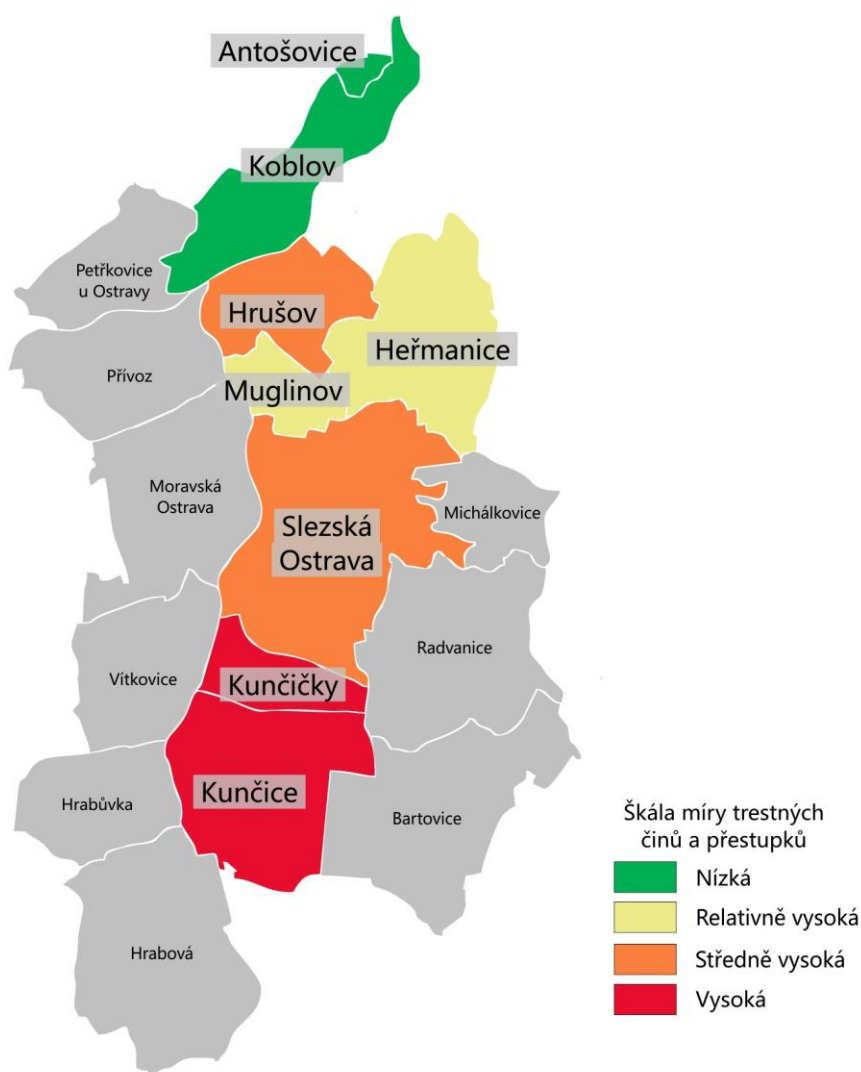 Antošovice
Koblov
Petřkovice
u Ostravy
Hrušov
Heřmanice
Přívoz
Muglinov
Moravská
Ostrava
Michálkovice
Slezská
Ostrava
Radvanice
Vítkovice
Kunčičky
Kunčice
Hrabůvka
Bartovice
Hrabová
Škála míry trestných
činů a přestupků
Nízká
Relativně vysoká
Středně vysoká
Vysoká